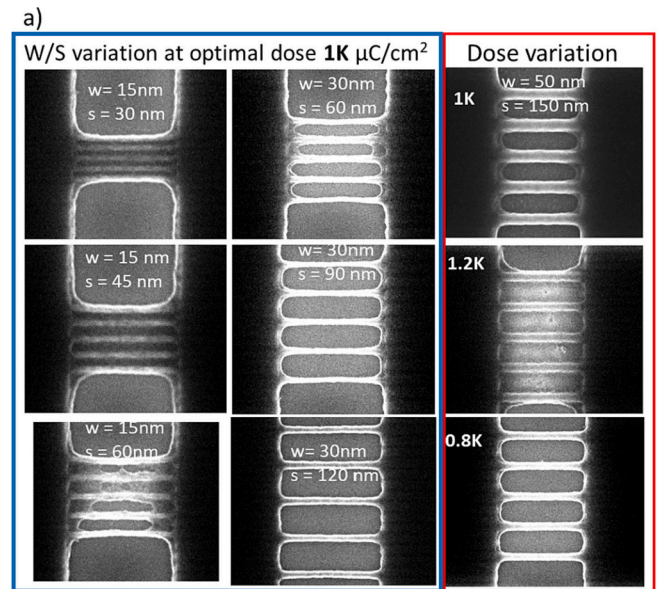 a)
W/S variation at optimal dose 1K µC/cm²
w= 15nm
s = 30 nm
w= 30nm
s = 60 nm
w = 15 nm
s = 45 nm
w= 30nm
s = 90 nm
w = 15nm
s = 60nm
w= 30nm
s = 120 nm
Dose variation
w = 50 nm
s = 150 nm
1K
1.2K
0.8K